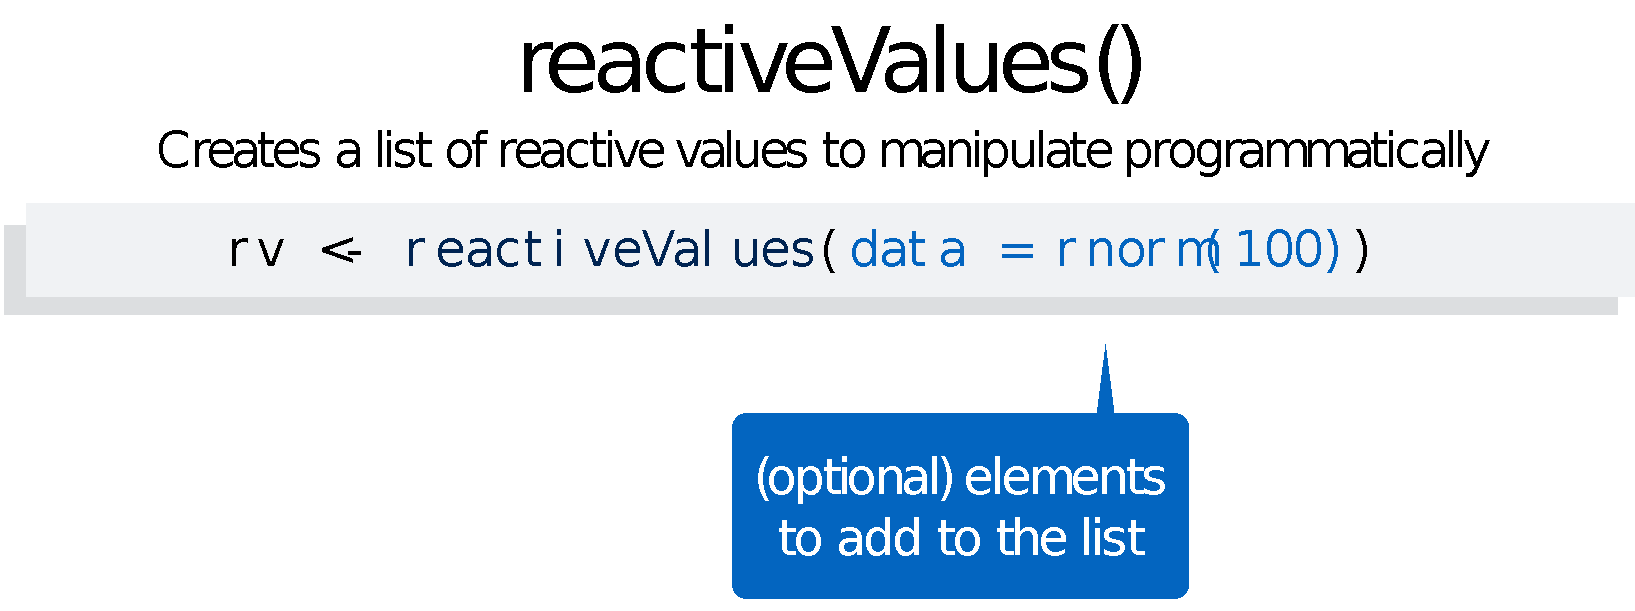 reactiveValues()
Creates a list of reactive values to manipulate programmatically
rv <- reactiveValues(data = rnorm(100))
(optional) elements
to add to the list